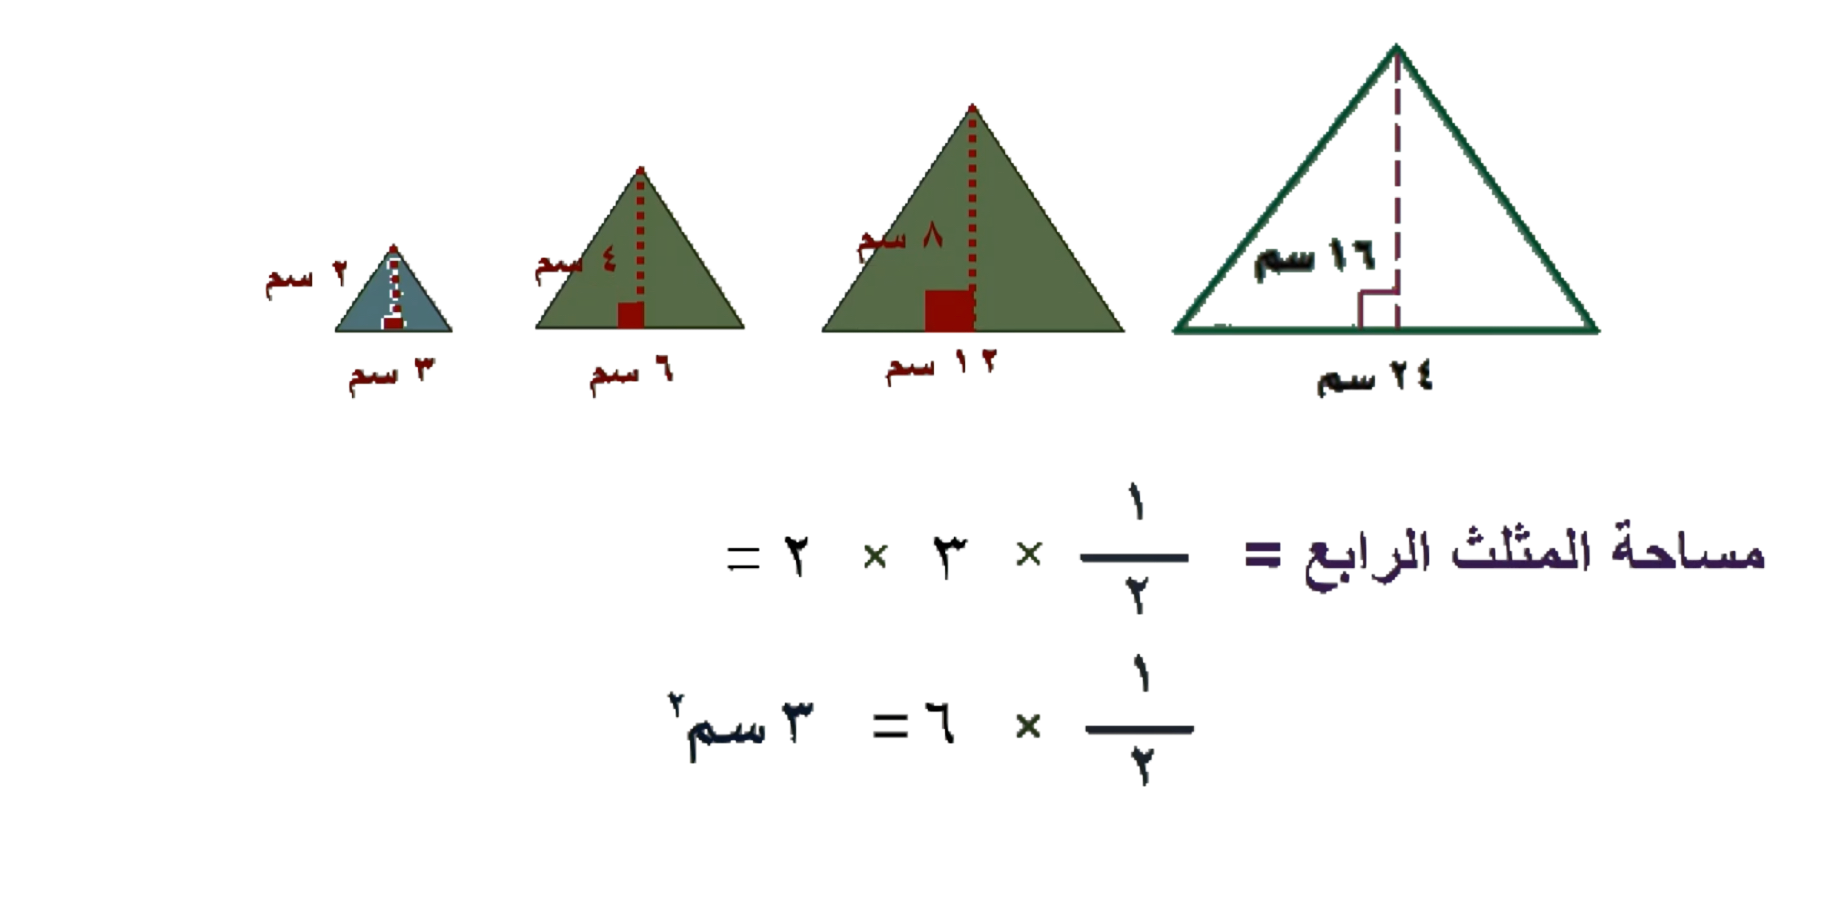 ١٦ سم
٨ سم
٤ سم
٢ سم
٢٤ سم
١٢ سم
٦ سم
٣ سم
مساحة المثلث الرابع = ١/٢ × ٣ × ٢ =
١/٢ × ٦ = ٣ سم٢